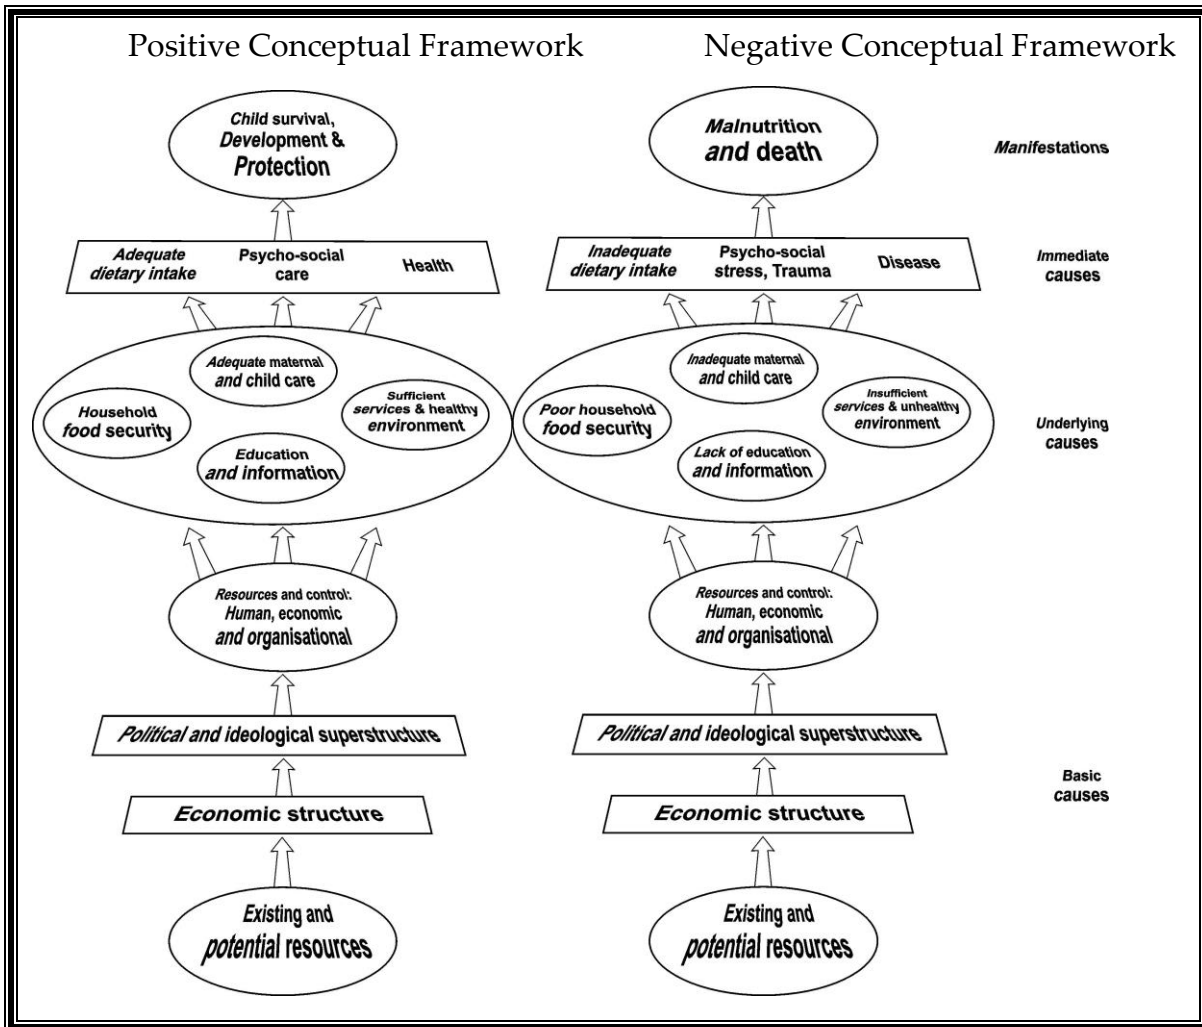 Positive Conceptual Framework
Negative Conceptual Framework
Child survival,
Development &
Protection
Adequate
dietary intake
Psycho-social
care
Health
Adequate maternal
and child care
Household
food security
Sufficient
services & healthy
environment
Education
and information
Resources and control:
Human, economic
and organisational
Political and ideological superstructure
Economic structure
Existing and
potential resources
Malnutrition
and death
Inadequate
dietary intake
Psycho-social
stress, Trauma
Disease
Inadequate maternal
and child care
Poor household
food security
Insufficient
services & unhealthy
environment
Lack of education
and information
Resources and control:
Human, economic
and organisational
Political and ideological superstructure
Economic structure
Existing and
potential resources
Manifestations
Immediate
causes
Underlying
causes
Basic
causes